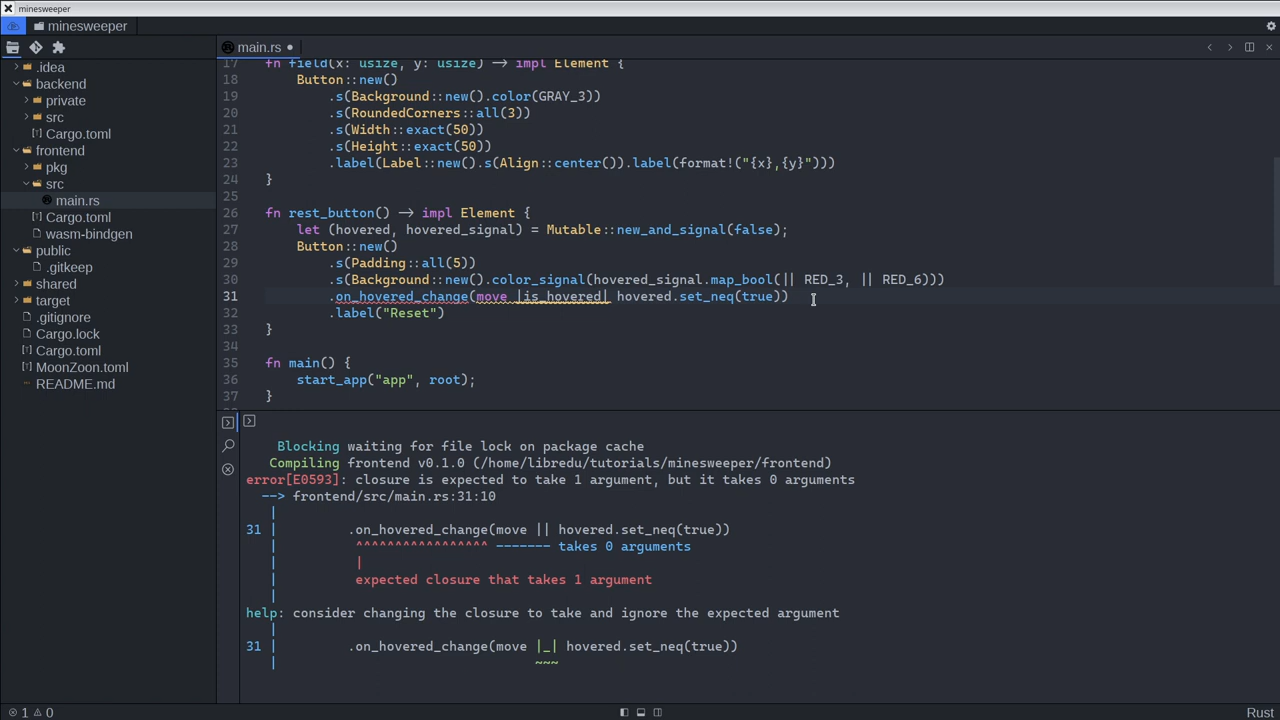 minesweeper
minesweeper
main.rs
.idea
backend
private
src
Cargo.toml
frontend
pkg
src
main.rs
Cargo.toml
wasm-bindgen
public
.gitkeep
shared
target
.gitignore
Cargo.lock
Cargo.toml
MoonZoon.toml
README.md
17 fn field(x: usize, y: usize) → impl Element {
18 Button::new()
19 .s(Background::new().color(GRAY_3))
20 .s(RoundedCorners::all(3))
21 .s(Width::exact(50))
22 .s(Height::exact(50))
23 .label(Label::new().s(Align::center()).label(format!("{x},{y}")))
24 }
25
26 fn rest_button() → impl Element {
27 let (hovered, hovered_signal) = Mutable::new_and_signal(false);
28 Button::new()
29 .s(Padding::all(5))
30 .s(Background::new().color_signal(hovered_signal.map_bool(|| RED_3, || RED_6)))
31 .on_hovered_change(move |is_hovered| hovered.set_neq(true))
32 .label("Reset")
33 }
34
35 fn main() {
36 start_app("app", root);
37 }
Blocking waiting for file lock on package cache
Compiling frontend v0.1.0 (/home/libredu/tutorials/minesweeper/frontend)
error[E0593]: closure is expected to take 1 argument, but it takes 0 arguments
--> frontend/src/main.rs:31:10
|
31 | .on_hovered_change(move || hovered.set_neq(true))
| ^^^^^^^^^^^^^^^^^ ------- takes 0 arguments
| |
| expected closure that takes 1 argument
|
help: consider changing the closure to take and ignore the expected argument
|
31 | .on_hovered_change(move |_| hovered.set_neq(true))
| ~~~
1 0
Rust